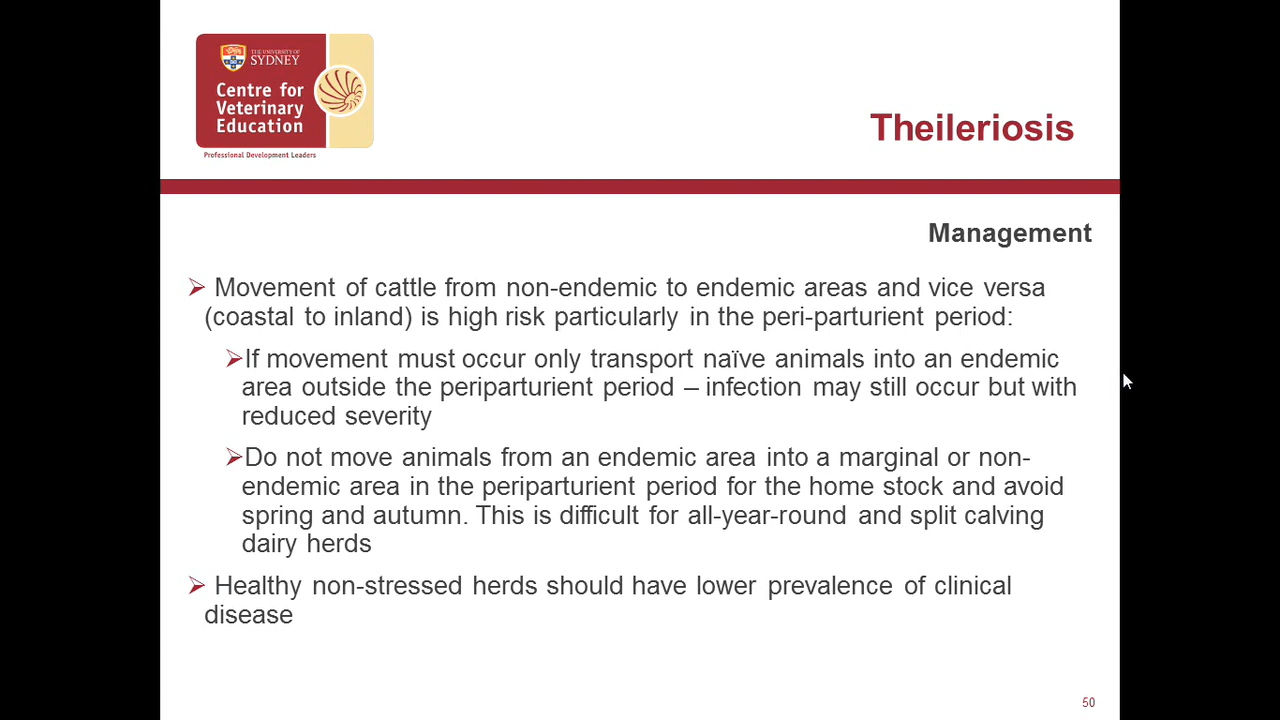 THE UNIVERSITY OF
SYDNEY
Centre for
Veterinary
Education
Professional Development Leaders
Theileriosis
Management
Movement of cattle from non-endemic to endemic areas and vice versa
(coastal to inland) is high risk particularly in the peri-parturient period:
If movement must occur only transport naïve animals into an endemic
area outside the periparturient period – infection may still occur but with
reduced severity
Do not move animals from an endemic area into a marginal or non-
endemic area in the periparturient period for the home stock and avoid
spring and autumn. This is difficult for all-year-round and split calving
dairy herds
Healthy non-stressed herds should have lower prevalence of clinical
disease
50